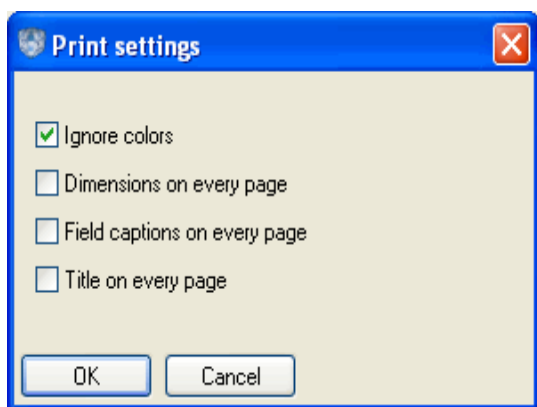 Print settings
Ignore colors
Dimensions on every page
Field captions on every page
Title on every page
OK Cancel